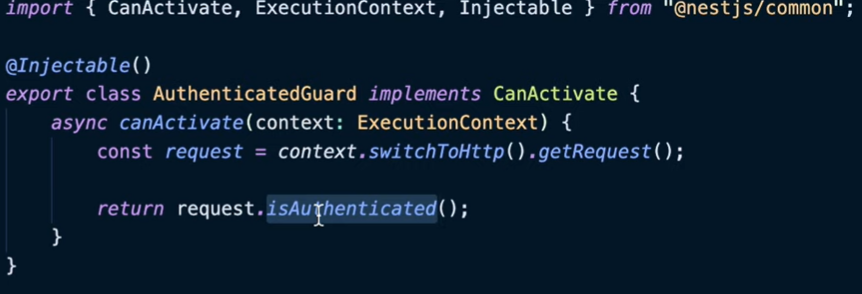 import { CanActivate, ExecutionContext, Injectable } from "@nestjs/common";
@Injectable()
export class AuthenticatedGuard implements CanActivate {
async canActivate(context: ExecutionContext) {
const request = context.switchToHttp().getRequest();
return request.isAuthenticated();
}
}